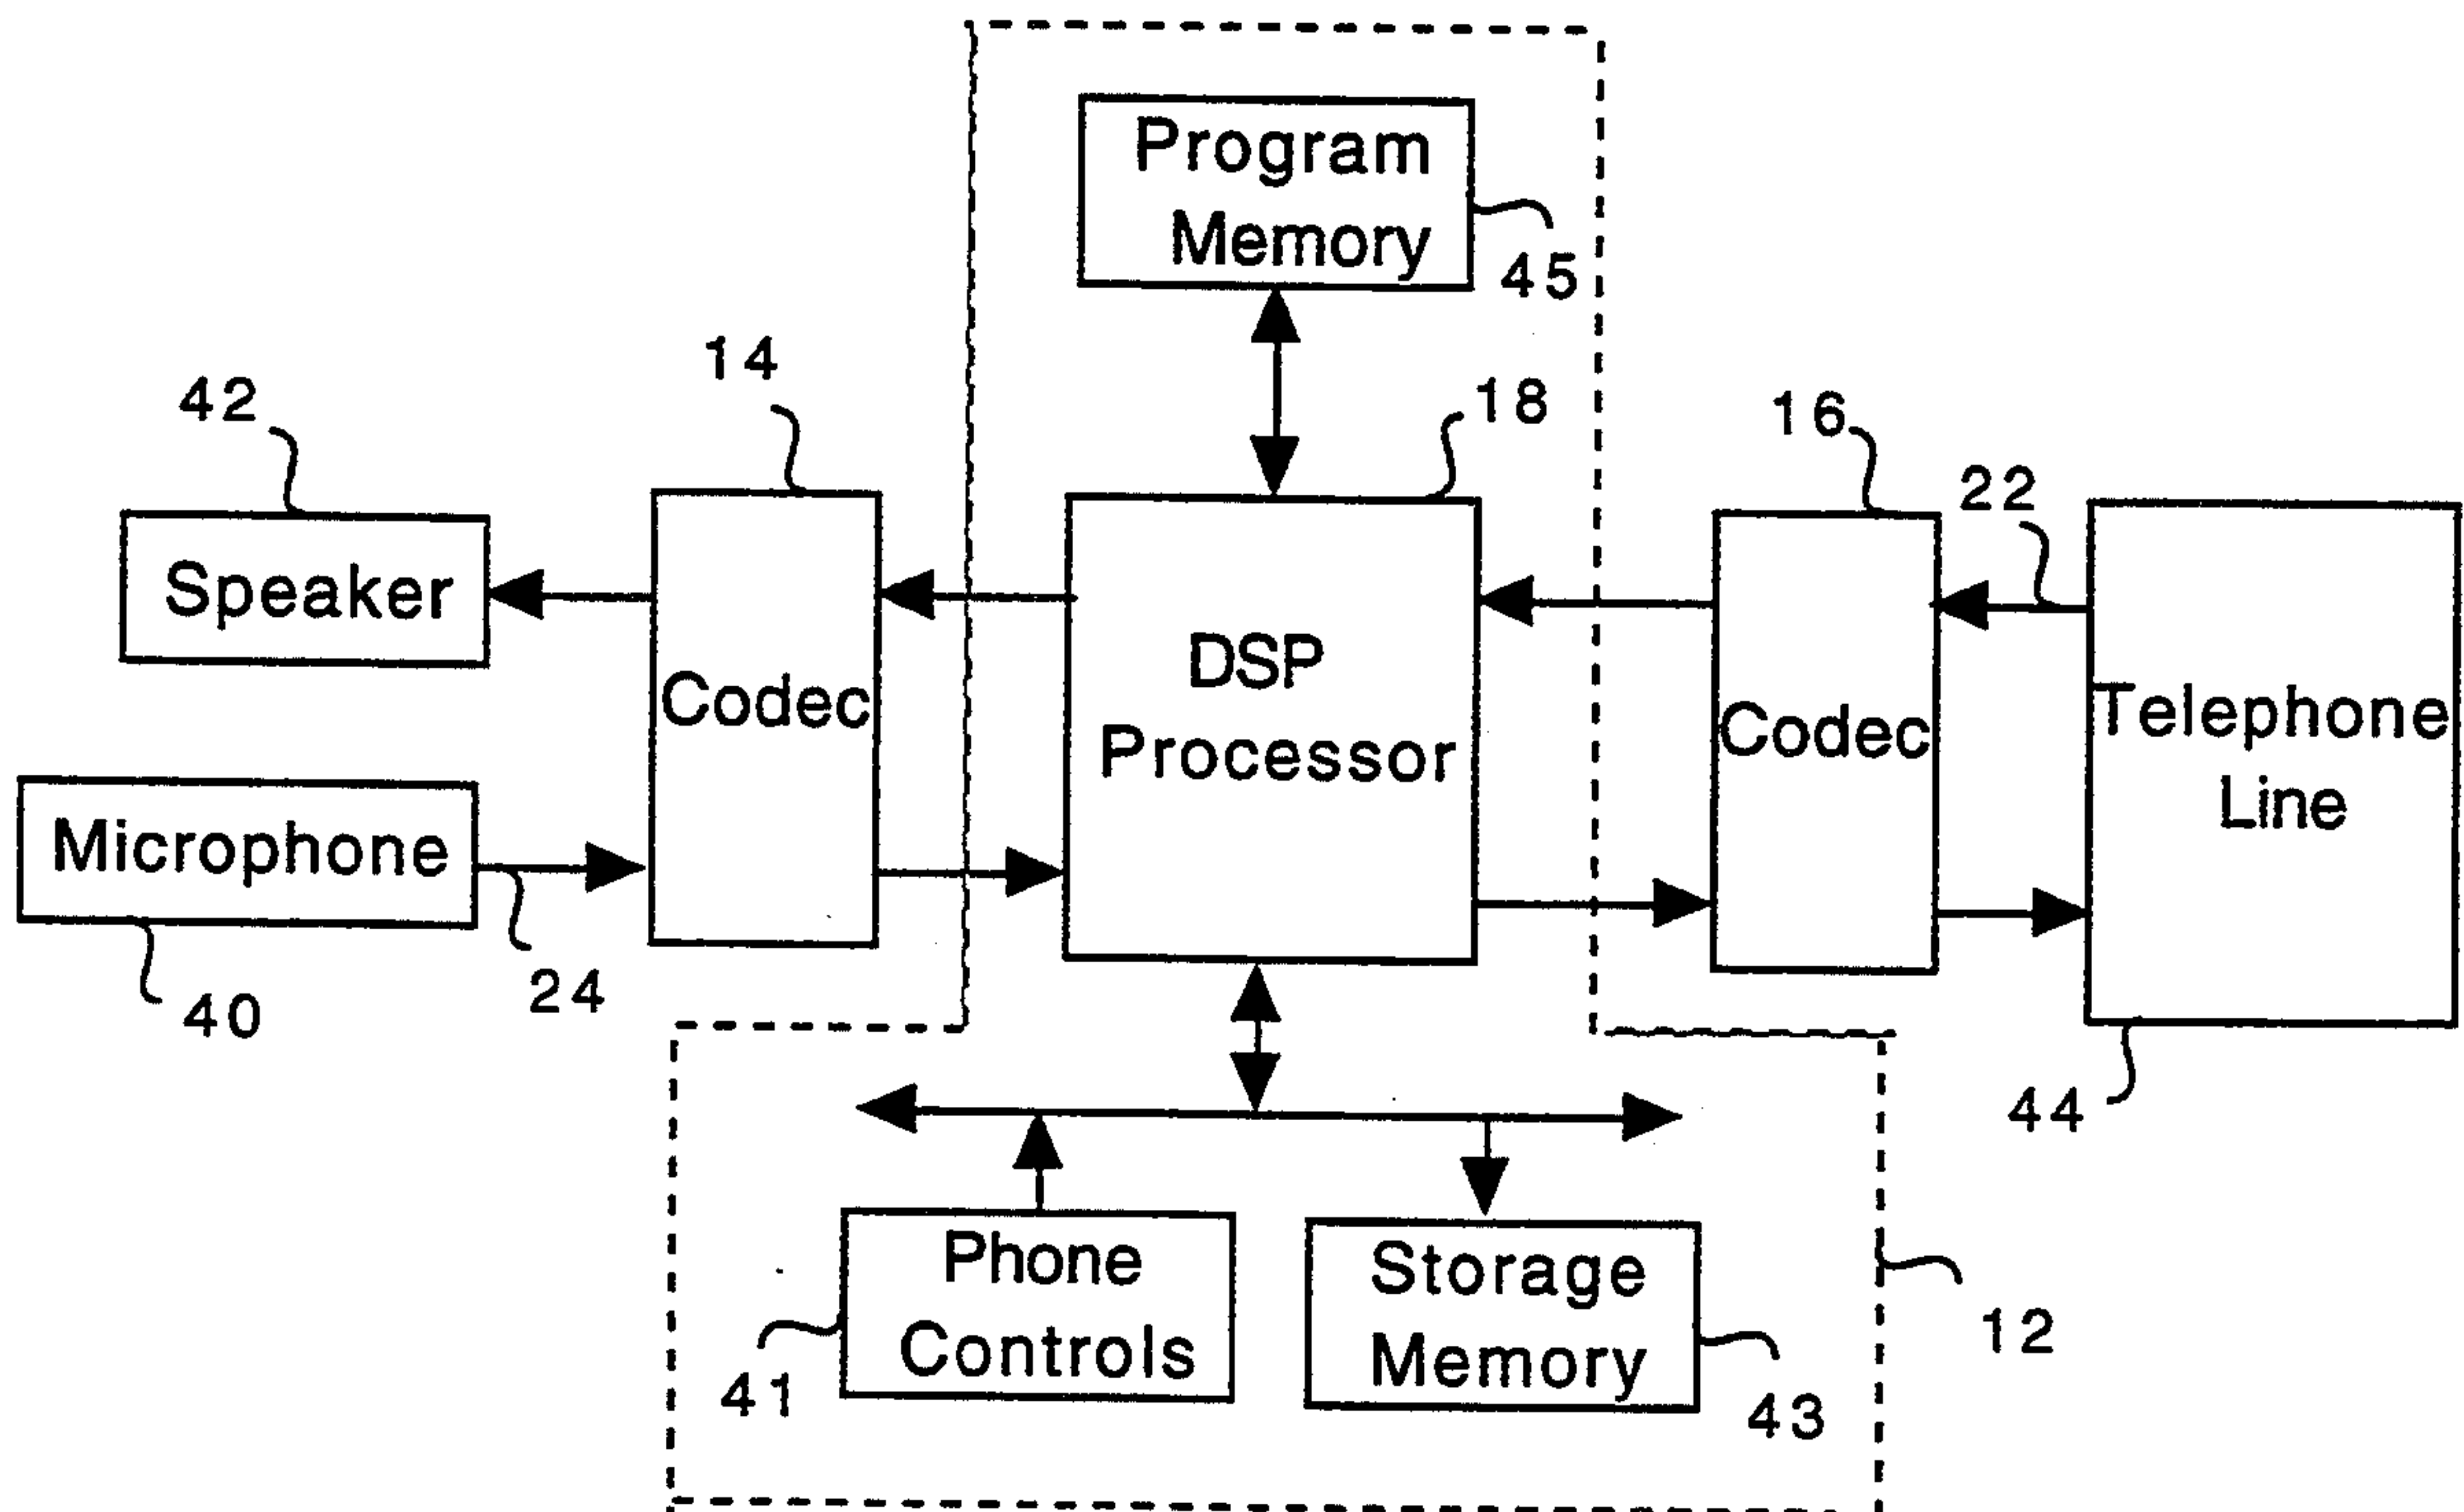 Program
Memory
45
14
18
42
16
22
Speaker
Codec
DSP
Processor
Codec
Telephone
Line
Microphone
24
40
44
Phone
Controls
Storage
Memory
12
41
43